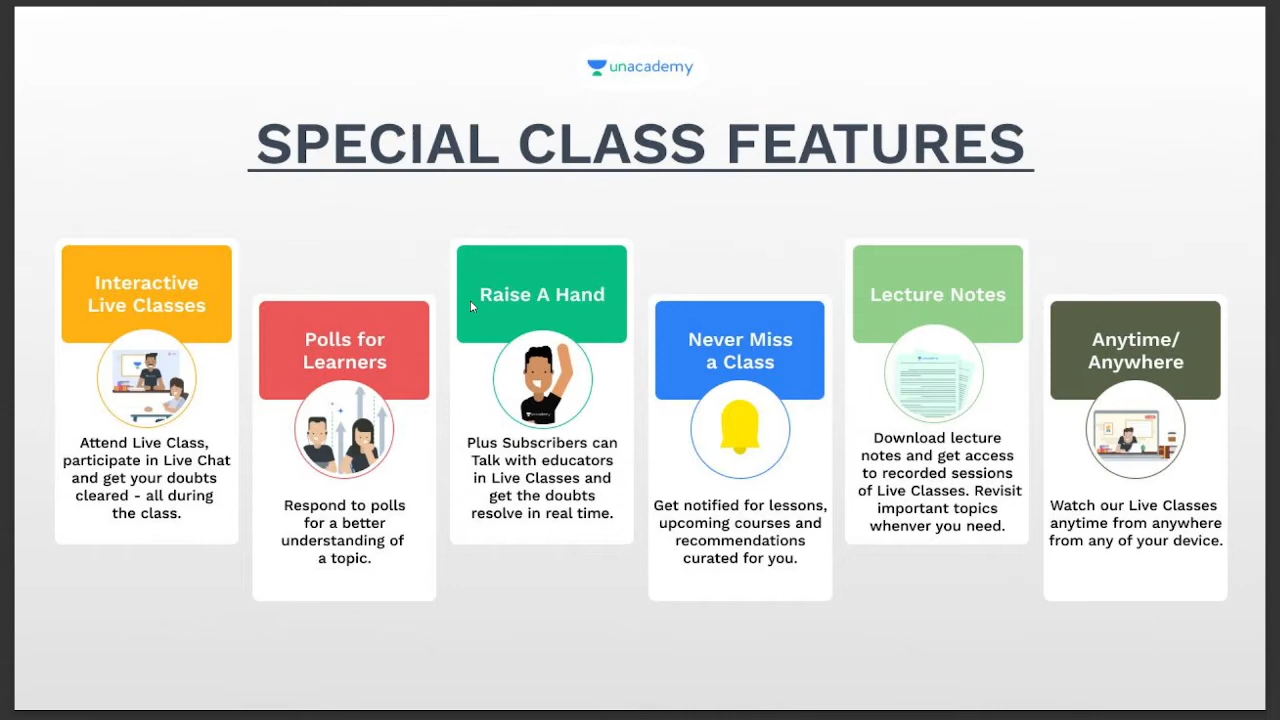 unacademy
SPECIAL CLASS FEATURES
Interactive
Live Classes
Attend Live Class,
participate in Live Chat
and get your doubts
cleared - all during
the class.
Polls for
Learners
Respond to polls
for a better
understanding of
a topic.
Raise A Hand
unacademy
Plus Subscribers can
Talk with educators
in Live Classes and
get the doubts
resolve in real time.
Never Miss
a Class
Get notified for lessons,
upcoming courses and
recommendations
curated for you.
Lecture Notes
Download lecture
notes and get access
to recorded sessions
of Live Classes. Revisit
important topics
whenver you need.
Anytime/
Anywhere
Watch our Live Classes
anytime from anywhere
from any of your device.